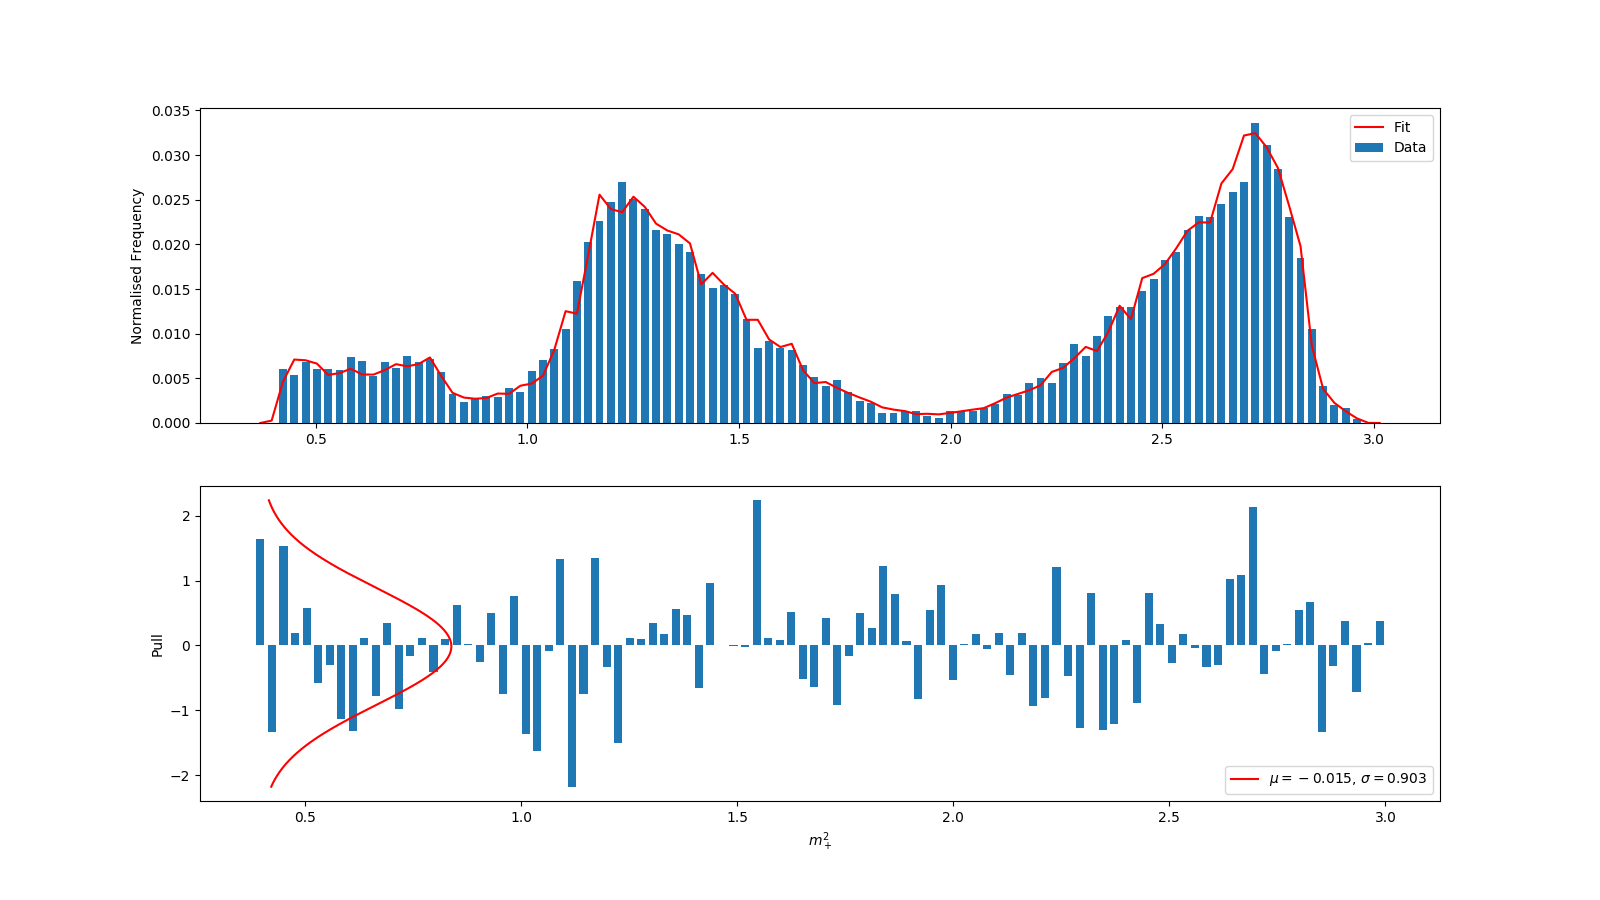 0.035
0.030
0.025
0.020
0.015
0.010
0.005
0.000
Normalised Frequency
Fit
Data
0.5 1.0 1.5 2.0 2.5 3.0
2
1
0
−1
−2
Pull
μ = −0.015, σ = 0.903
0.5 1.0 1.5 2.0 2.5 3.0
m²₊